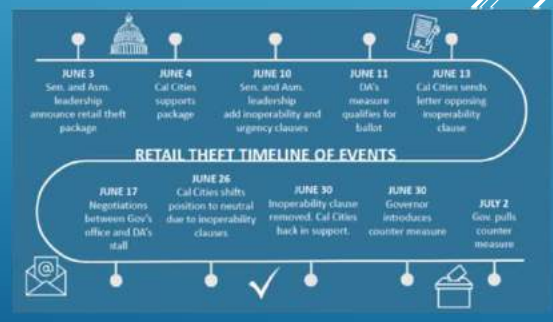 JUNE 3
Sen. and Asm.
leadership
announce retail theft
package
JUNE 4
Cal Cities
supports
package
JUNE 10
Sen. and Asm.
leadership
add inoperability and
urgency clauses
JUNE 11
DA's
measure
qualifies for
ballot
JUNE 13
Cal Cities sends
letter opposing
inoperability
clause
RETAIL THEFT TIMELINE OF EVENTS
JUNE 17
Negotiations
between Gov's
office and DA's
stall
JUNE 26
Cal Cities shifts
position to neutral
due to inoperability
clauses
JUNE 30
Inoperability clause
removed. Cal Cities
back in support.
JUNE 30
Governor
introduces
counter measure
JULY 2
Gov. pulls
counter
measure